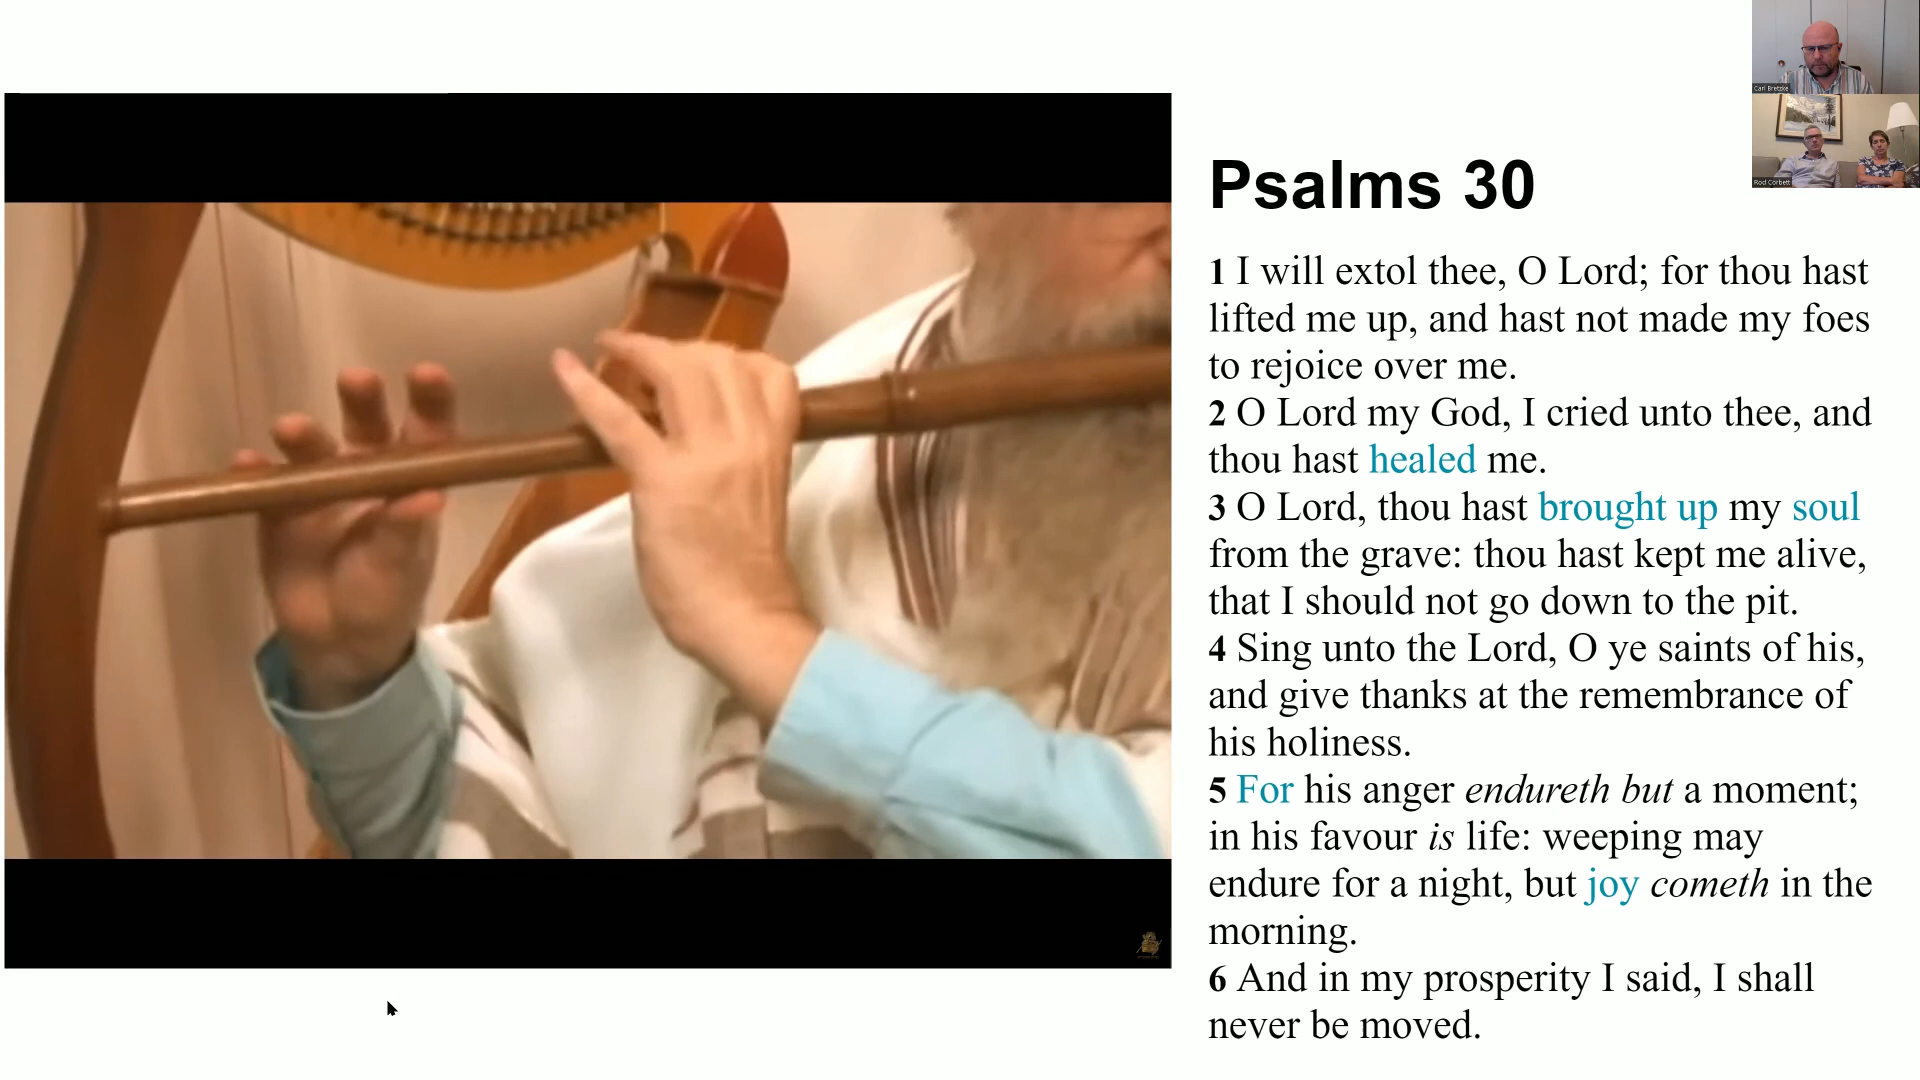 Psalms 30
1 I will extol thee, O Lord; for thou hast
lifted me up, and hast not made my foes
to rejoice over me.
2 O Lord my God, I cried unto thee, and
thou hast healed me.
3 O Lord, thou hast brought up my soul
from the grave: thou hast kept me alive,
that I should not go down to the pit.
4 Sing unto the Lord, O ye saints of his,
and give thanks at the remembrance of
his holiness.
5 For his anger endureth but a moment;
in his favour is life: weeping may
endure for a night, but joy cometh in the
morning.
6 And in my prosperity I said, I shall
never be moved.
Carl Bretzke
Rod Corbett